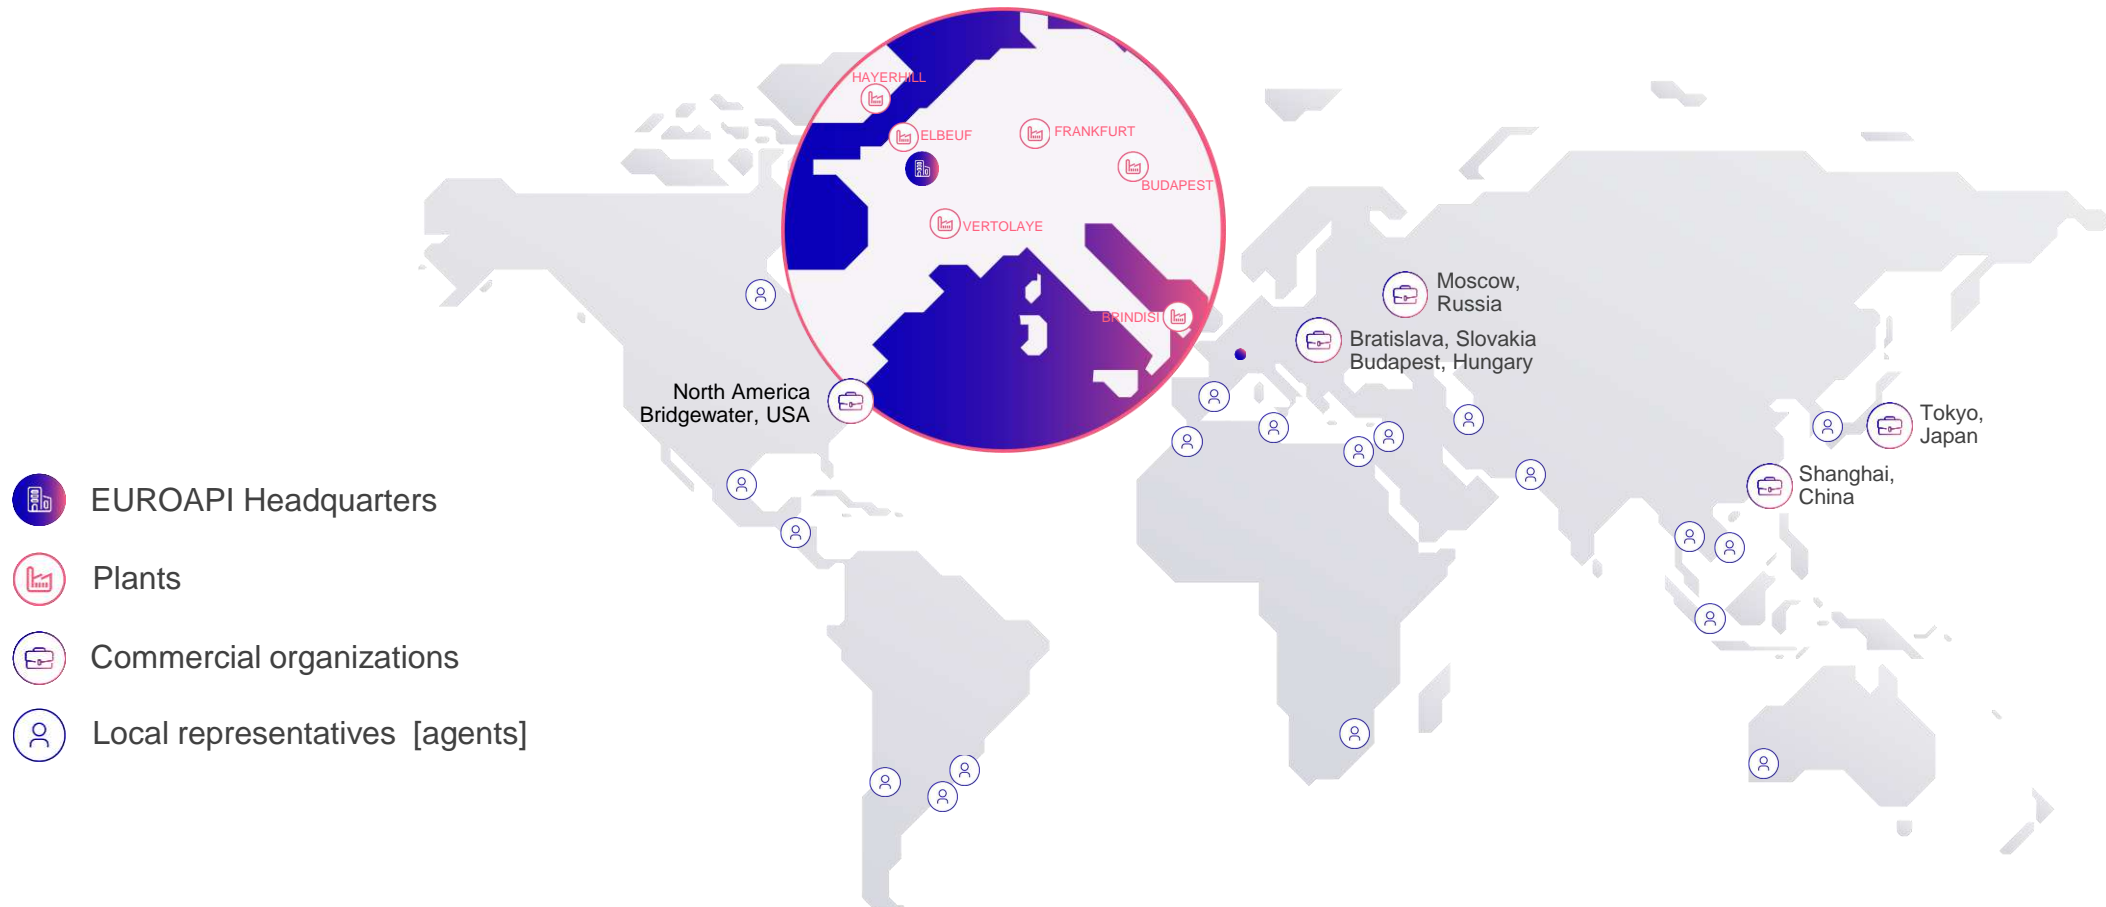 HAYERHILL
ELBEUF
FRANKFURT
BUDAPEST
VERTOLAYE
BRINDISI
Moscow,
Russia
Bratislava, Slovakia
Budapest, Hungary
North America
Bridgewater, USA
Tokyo,
Japan
Shanghai,
China
EUROAPI Headquarters
Plants
Commercial organizations
Local representatives [agents]